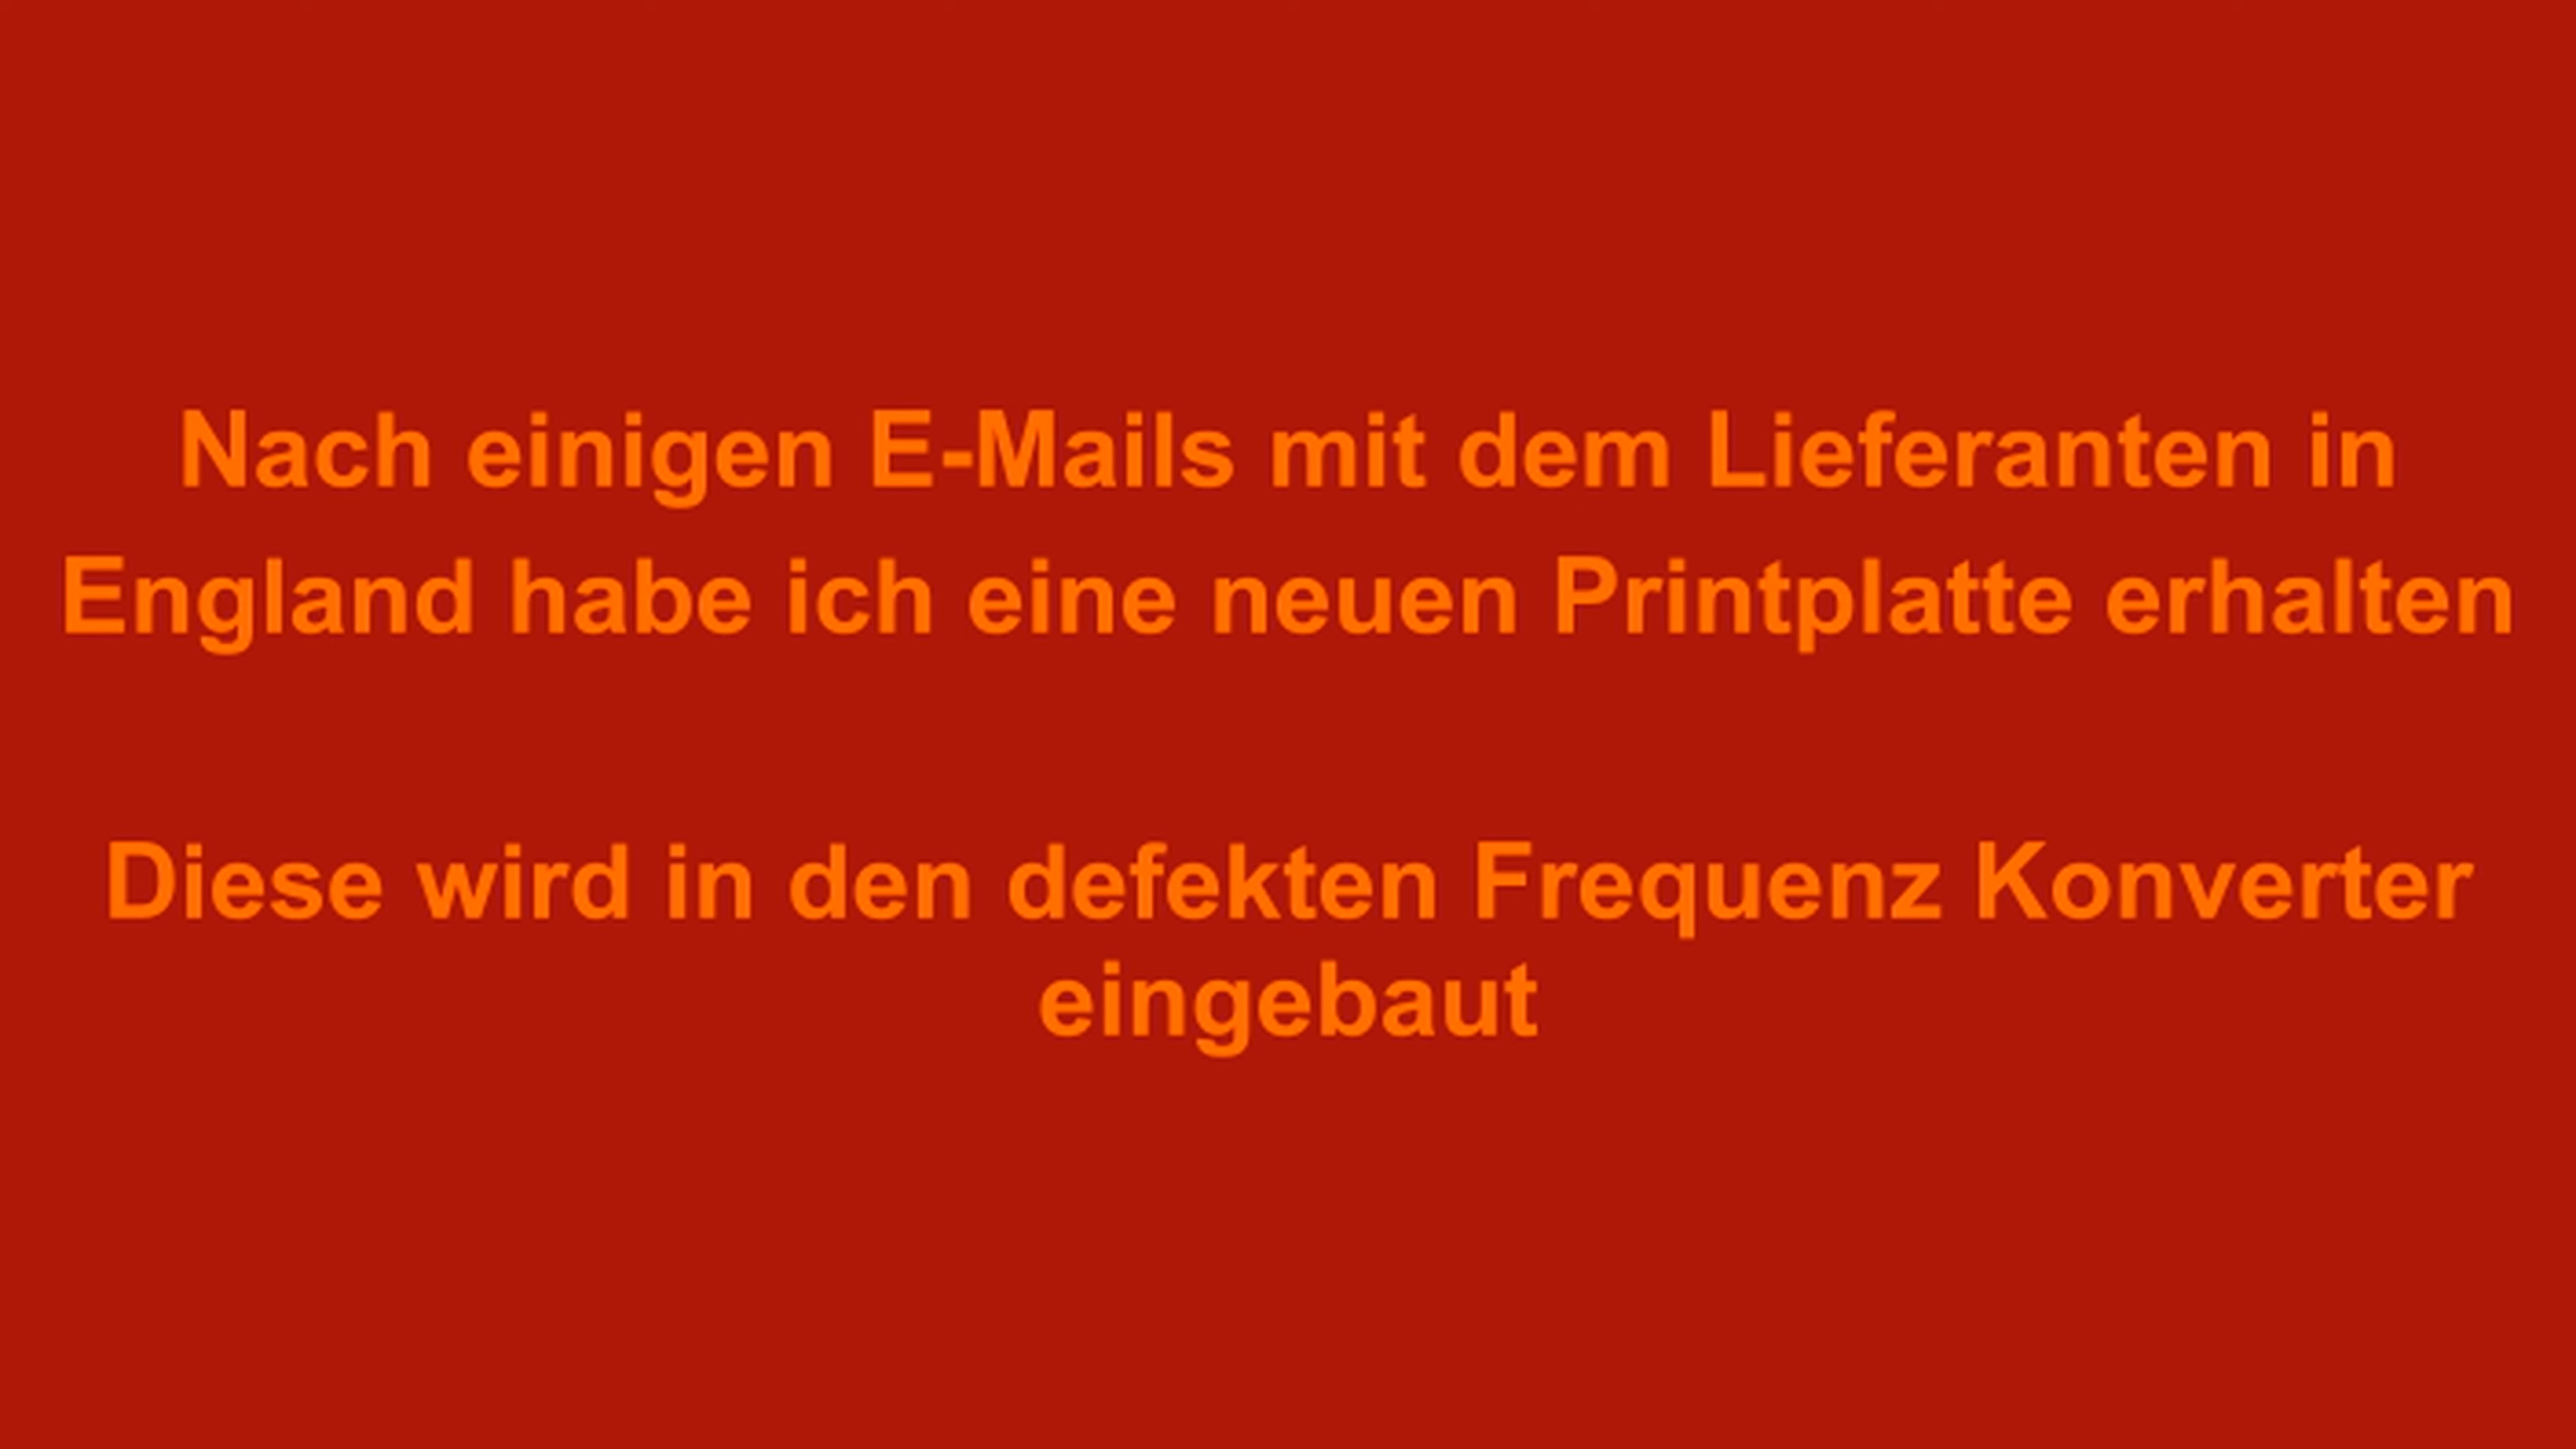 Nach einigen E-Mails mit dem Lieferanten in
England habe ich eine neuen Printplatte erhalten
Diese wird in den defekten Frequenz Konverter
eingebaut